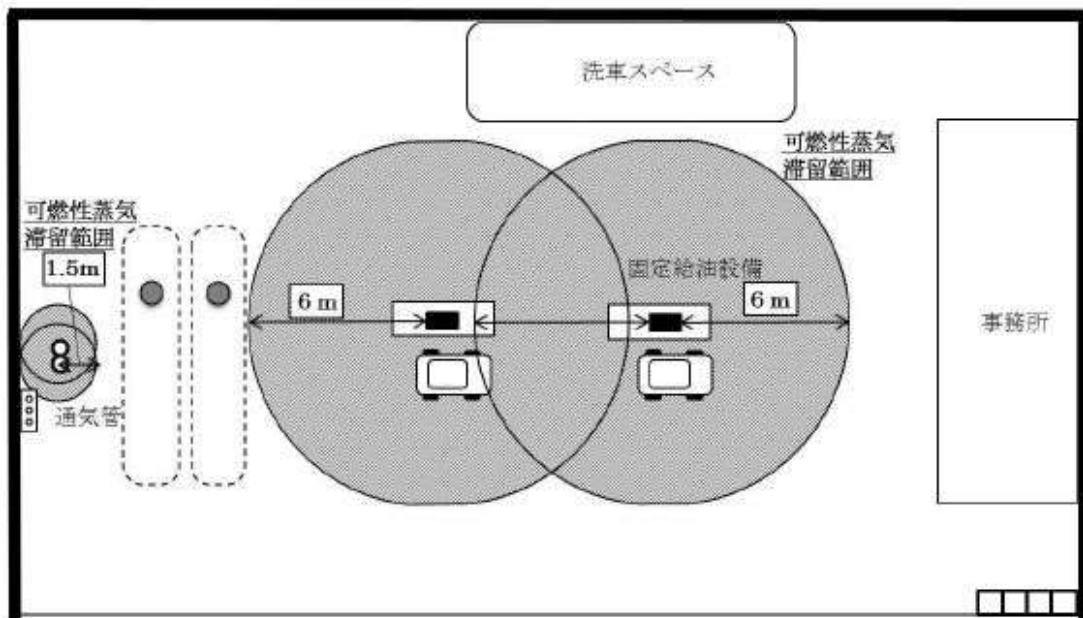 洗車スペース
可燃性蒸気
滞留範囲
可燃性蒸気
滞留範囲
1.5m
固定給油設備
6 m
6 m
事務所
通気管